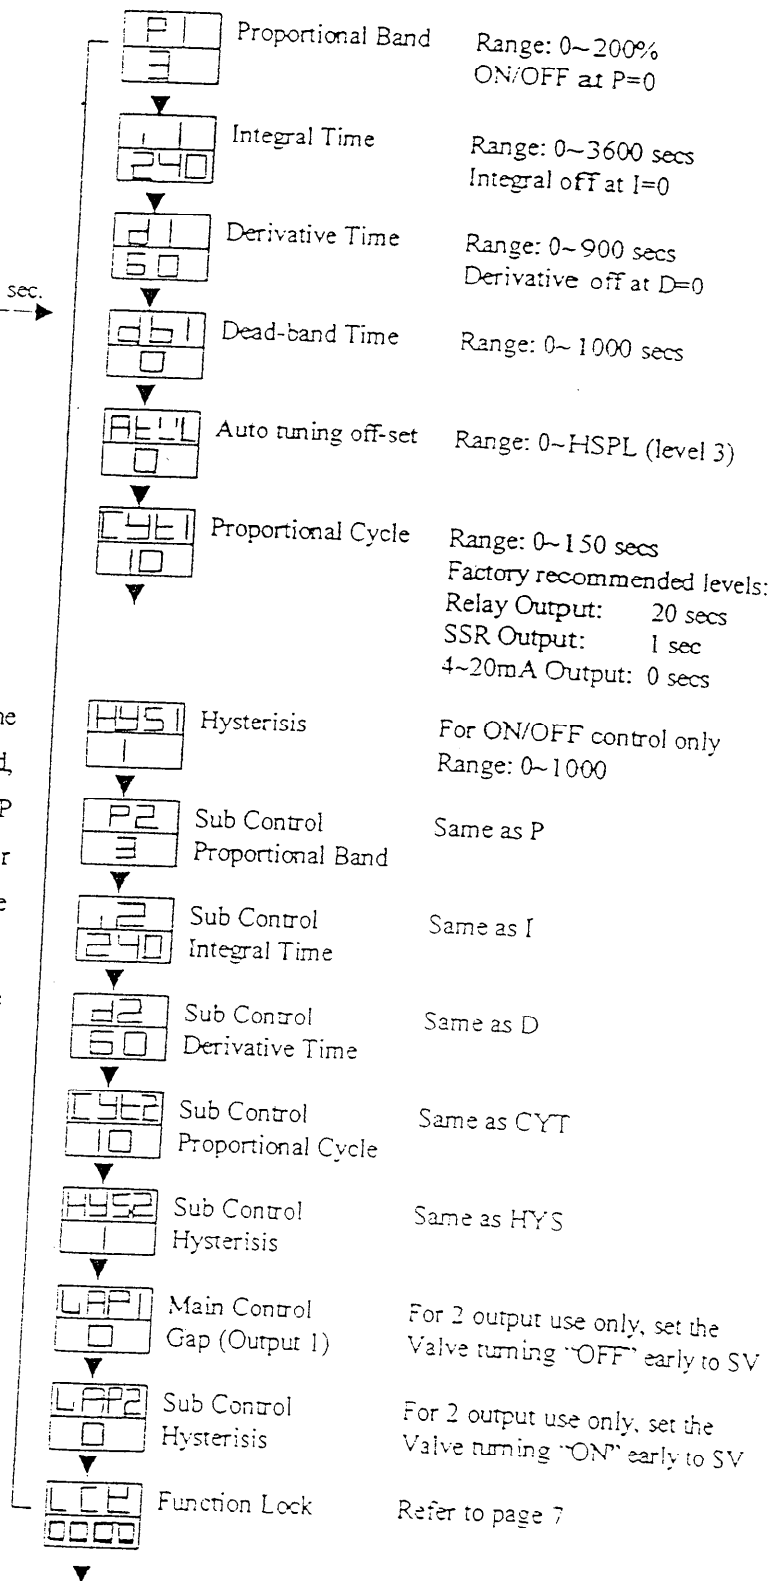 P1
Proportional Band
Range: 0~200%
3
ON/OFF at P=0
i1
Integral Time
Range: 0~3600 secs
240
Integral off at I=0
d1
Derivative Time
Range: 0~900 secs
60
Derivative off at D=0
sec.
db1
Dead-band Time
Range: 0~1000 secs
0
AtVL
Auto tuning off-set
Range: 0~HSPL (level 3)
0
CYt1
Proportional Cycle
Range: 0~150 secs
10
Factory recommended levels:
Relay Output: 20 secs
SSR Output: 1 sec
4~20mA Output: 0 secs
HYS1
Hysterisis
For ON/OFF control only
1
Range: 0~1000
P2
Sub Control
Proportional Band
Same as P
3
i2
Sub Control
Integral Time
Same as I
240
d2
Sub Control
Derivative Time
Same as D
60
CYt2
Sub Control
Proportional Cycle
Same as CYT
10
HYS2
Sub Control
Hysterisis
Same as HYS
1
GAP1
Main Control
Gap (Output 1)
For 2 output use only, set the
Valve turning "OFF" early to SV
0
GAP2
Sub Control
Hysterisis
For 2 output use only, set the
Valve turning "ON" early to SV
0
LCK
Function Lock
Refer to page 7
0000